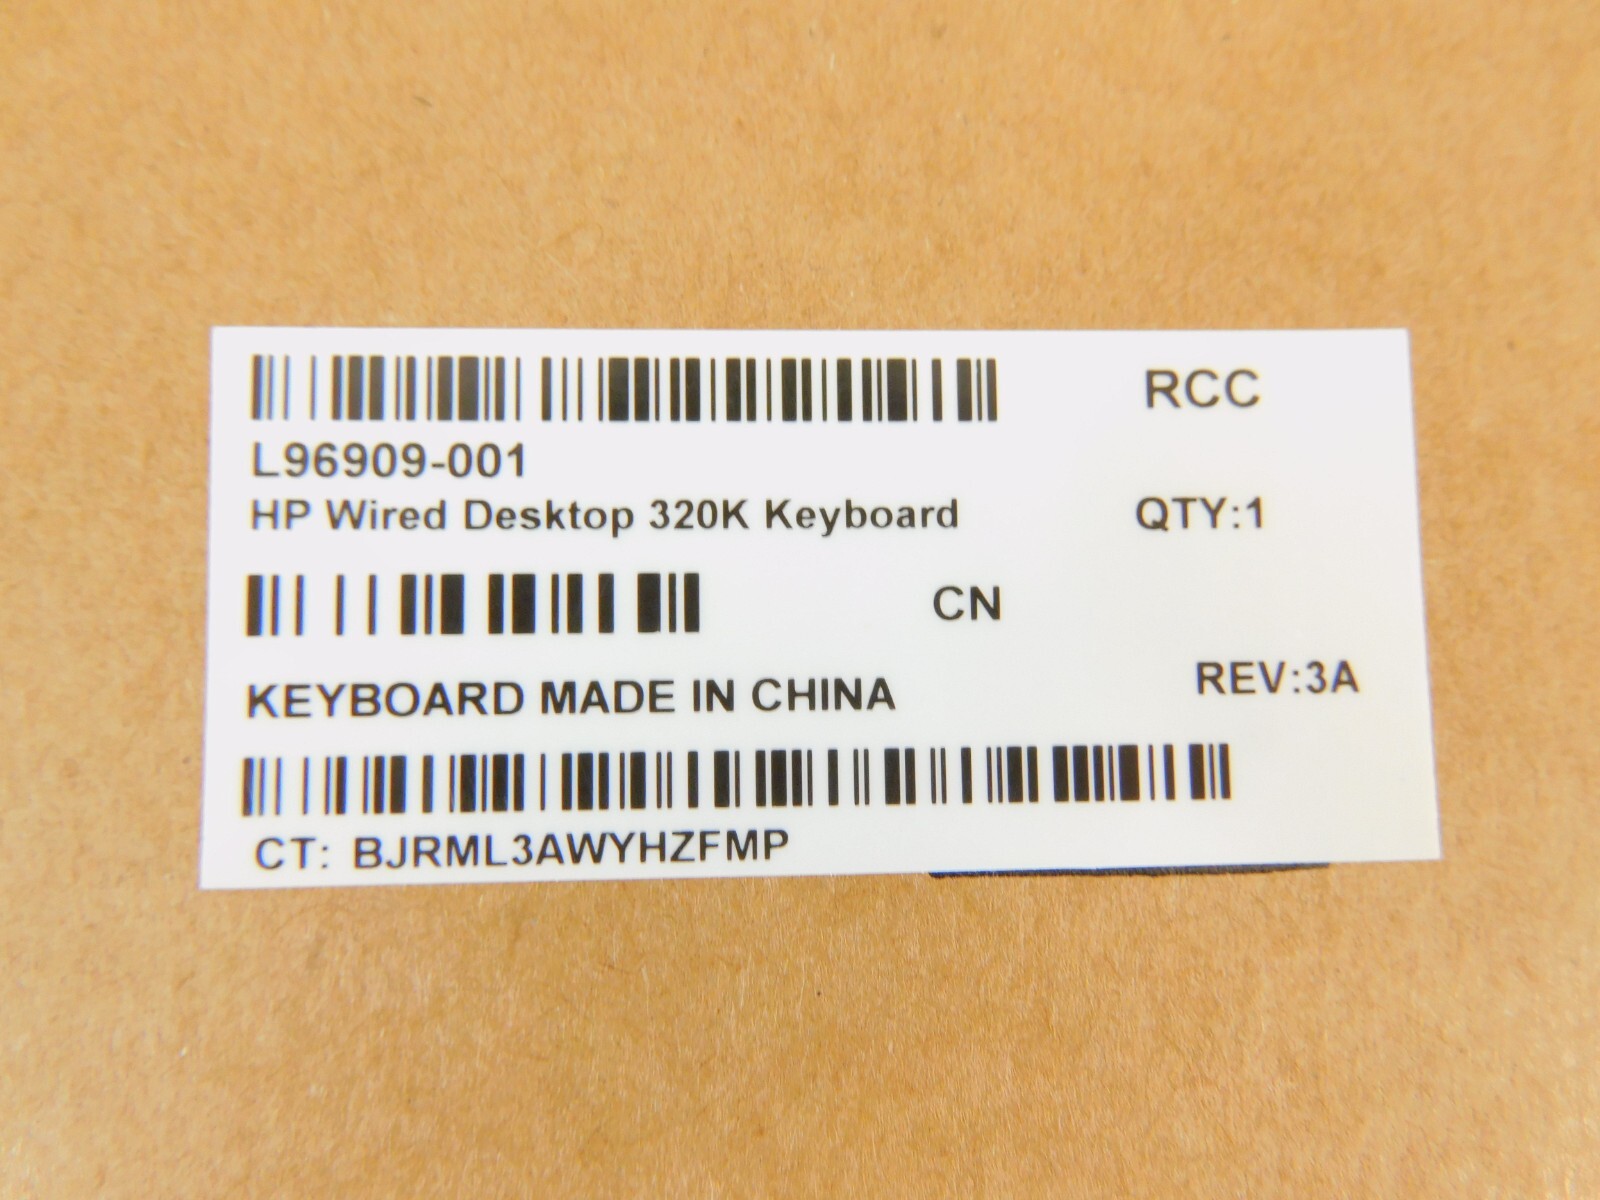 RCC
L96909-001
HP Wired Desktop 320K Keyboard QTY:1
CN
KEYBOARD MADE IN CHINA REV:3A
CT: BJRML3AWYHZFMP